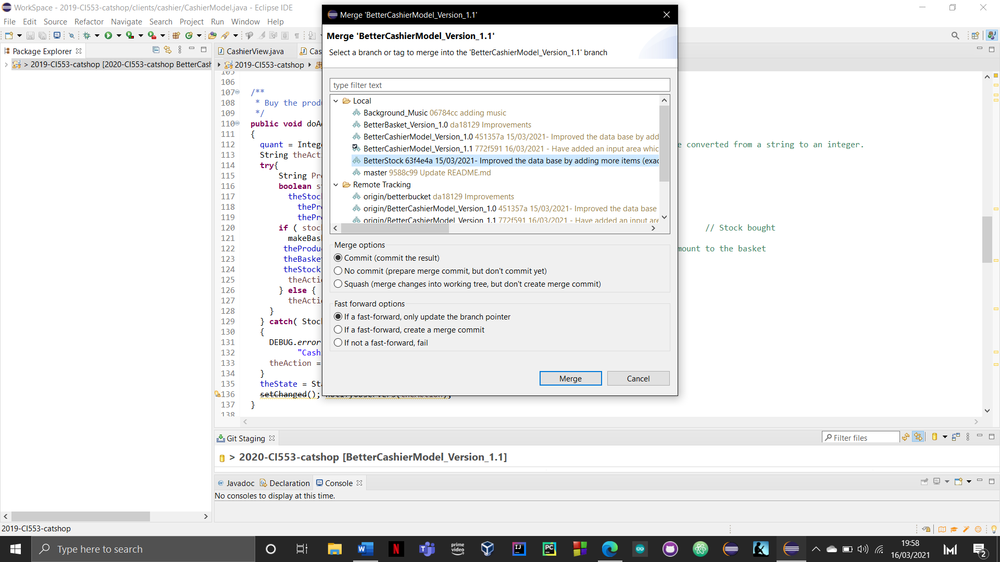 WorkSpace - 2019-CI553-catshop/clients/cashier/CashierModel.java - Eclipse IDE
File Edit Source Refactor Navigate Search Project Run Window Help
Package Explorer
> 2019-CI553-catshop [2020-CI553-catshop BetterCash
CashierView.java
Cas
2019-CI553-catshop
105
106
107 /**
108 * Buy the produ
109 */
110 public void doA
111 {
112 quant = Intege e converted from a string to an integer.
113 String theActi
114 try{
115 String Pr
116 boolean s
117 theStoc
118 thePr
119 thePr
120 if ( stoc // Stock bought
121 makeBas
122 theProdu mount to the basket
123 theBaske
124 theStock
125 theActi
126 } else {
127 theActi
128 }
129 } catch( Stoc
130 {
131 DEBUG.error
132 "Cash
133 theAction =
134 }
135 theState = Sta
136 setChanged(); notifyObservers(theAction);
137 }
138
Merge 'BetterCashierModel_Version_1.1'
Merge 'BetterCashierModel_Version_1.1'
Select a branch or tag to merge into the 'BetterCashierModel_Version_1.1' branch
type filter text
Local
Background_Music 06784cc adding music
BetterBasket_Version_1.0 da18129 Improvements
BetterCashierModel_Version_1.0 451357a 15/03/2021- Improved the data base by add
BetterCashierModel_Version_1.1 772f591 16/03/2021 - Have added an input area whic
BetterStock 63f4e4a 15/03/2021- Improved the data base by adding more items (exac
master 9588c99 Update README.md
Remote Tracking
origin/betterbucket da18129 Improvements
origin/BetterCashierModel_Version_1.0 451357a 15/03/2021- Improved the data base
origin/BetterCashierModel_Version_1.1 772f591 16/03/2021 - Have added an input are
Merge options
Commit (commit the result)
No commit (prepare merge commit, but don't commit yet)
Squash (merge changes into working tree, but don't create merge commit)
Fast forward options
If a fast-forward, only update the branch pointer
If a fast-forward, create a merge commit
If not a fast-forward, fail
Merge Cancel
Git Staging
Filter files
> 2020-CI553-catshop [BetterCashierModel_Version_1.1]
@ Javadoc Declaration Console
No consoles to display at this time.
2019-CI553-catshop
Type here to search
prime video
IJ
PC
19:58
16/03/2021
2